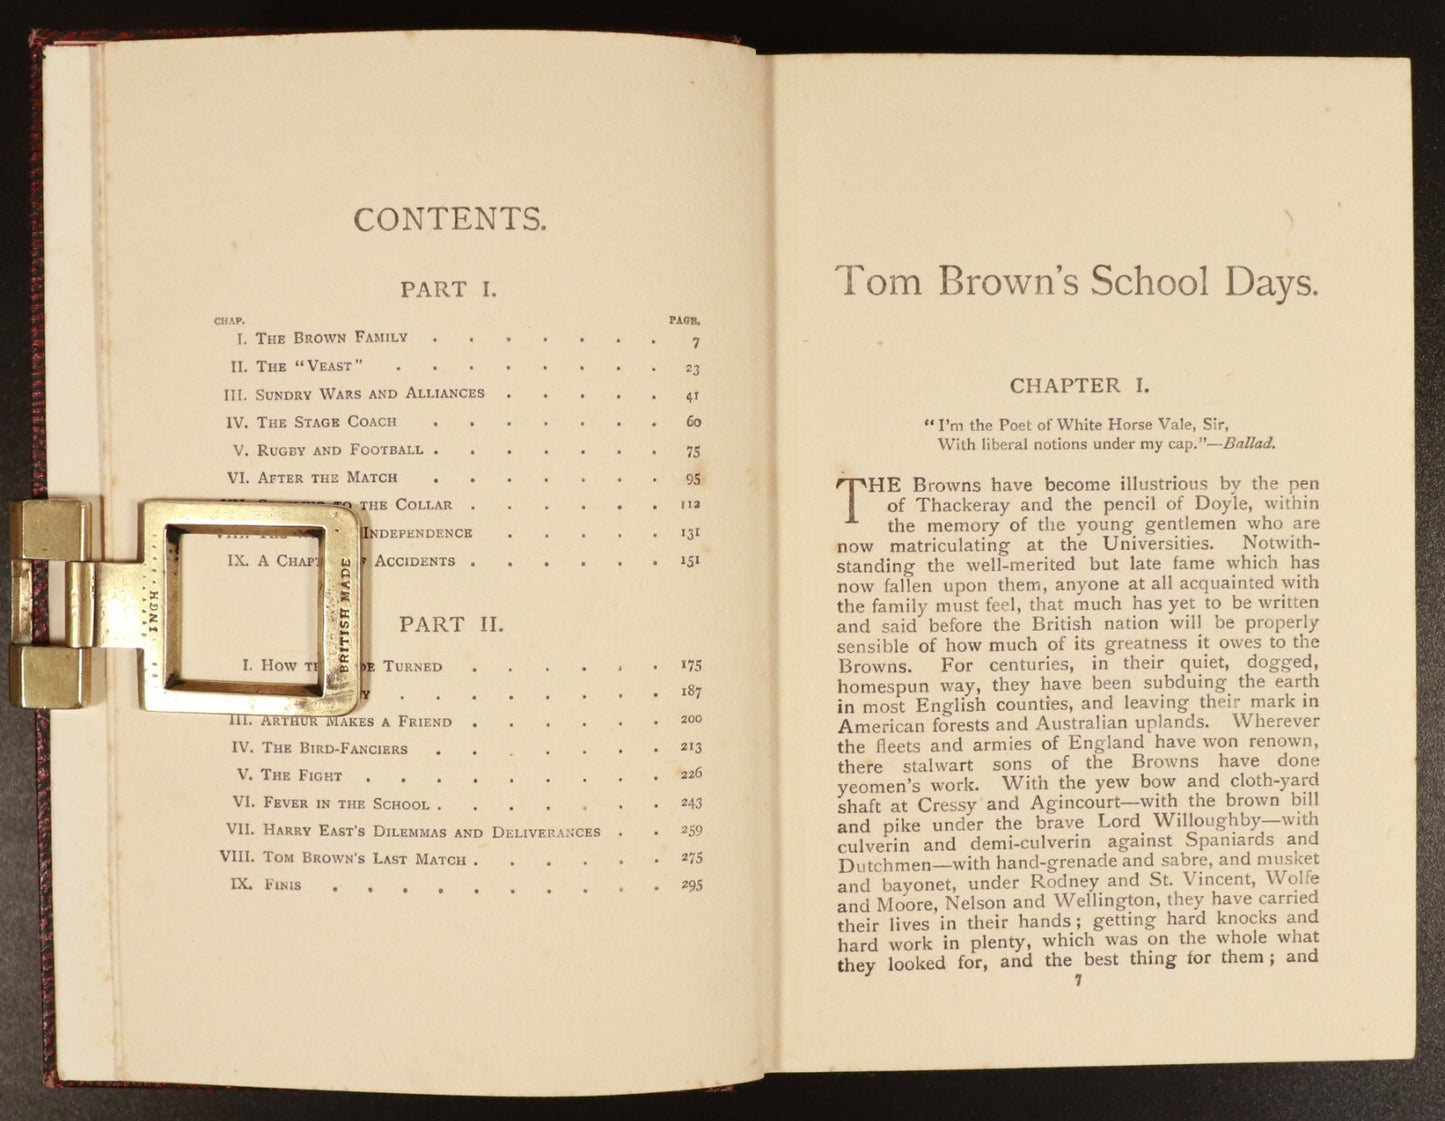 CONTENTS.
PART I.
CHAP. PAGE.
I. THE BROWN FAMILY . . . . . . . 7
II. THE "VEAST" . . . . . . . . 23
III. SUNDRY WARS AND ALLIANCES . . . . . 41
IV. THE STAGE COACH . . . . . . . 60
V. RUGBY AND FOOTBALL . . . . . . . 75
VI. AFTER THE MATCH . . . . . . . 95
TO THE COLLAR . . . . . . 112
INDEPENDENCE . . . . . 131
IX. A ACCIDENTS . . . . . . 151
PART II.
I. HOW TURNED . . . . . . 175
. . . . . . . . 187
III. ARTHUR MAKES A FRIEND . . . . . . 200
IV. THE BIRD-FANCIERS . . . . . . . 213
V. THE FIGHT . . . . . . . . . 226
VI. FEVER IN THE SCHOOL . . . . . . . 243
VII. HARRY EAST'S DILEMMAS AND DELIVERANCES . . 259
VIII. TOM BROWN'S LAST MATCH . . . . . . 275
IX. FINIS . . . . . . . . . . 295
BRITISH MADE
Tom Brown's School Days.
CHAPTER I.
"I'm the Poet of White Horse Vale, Sir,
With liberal notions under my cap."—Ballad.
THE Browns have become illustrious by the pen
of Thackeray and the pencil of Doyle, within
the memory of the young gentlemen who are
now matriculating at the Universities. Notwith-
standing the well-merited but late fame which has
now fallen upon them, anyone at all acquainted with
the family must feel, that much has yet to be written
and said before the British nation will be properly
sensible of how much of its greatness it owes to the
Browns. For centuries, in their quiet, dogged,
homespun way, they have been subduing the earth
in most English counties, and leaving their mark in
American forests and Australian uplands. Wherever
the fleets and armies of England have won renown,
there stalwart sons of the Browns have done
yeomen's work. With the yew bow and cloth-yard
shaft at Cressy and Agincourt—with the brown bill
and pike under the brave Lord Willoughby—with
culverin and demi-culverin against Spaniards and
Dutchmen—with hand-grenade and sabre, and musket
and bayonet, under Rodney and St. Vincent, Wolfe
and Moore, Nelson and Wellington, they have carried
their lives in their hands; getting hard knocks and
hard work in plenty, which was on the whole what
they looked for, and the best thing for them; and
7